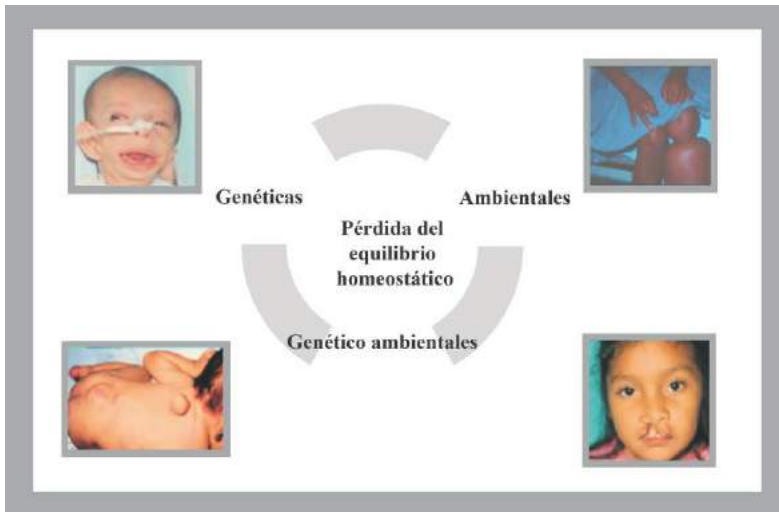 Genéticas
Ambientales
Pérdida del
equilibrio
homeostático
Genético ambientales